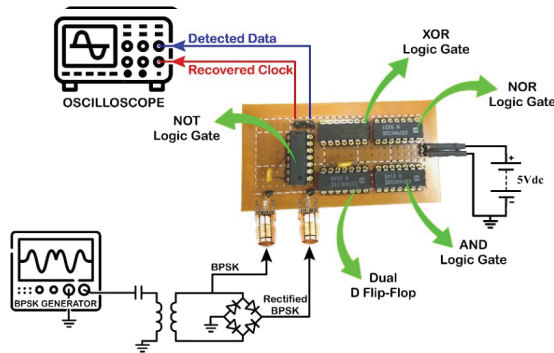 Detected Data
Recovered Clock
OSCILLOSCOPE
XOR
Logic Gate
NOR
Logic Gate
NOT
Logic Gate
5Vdc
AND
Logic Gate
Dual
D Flip-Flop
BPSK
Rectified
BPSK
BPSK GENERATOR